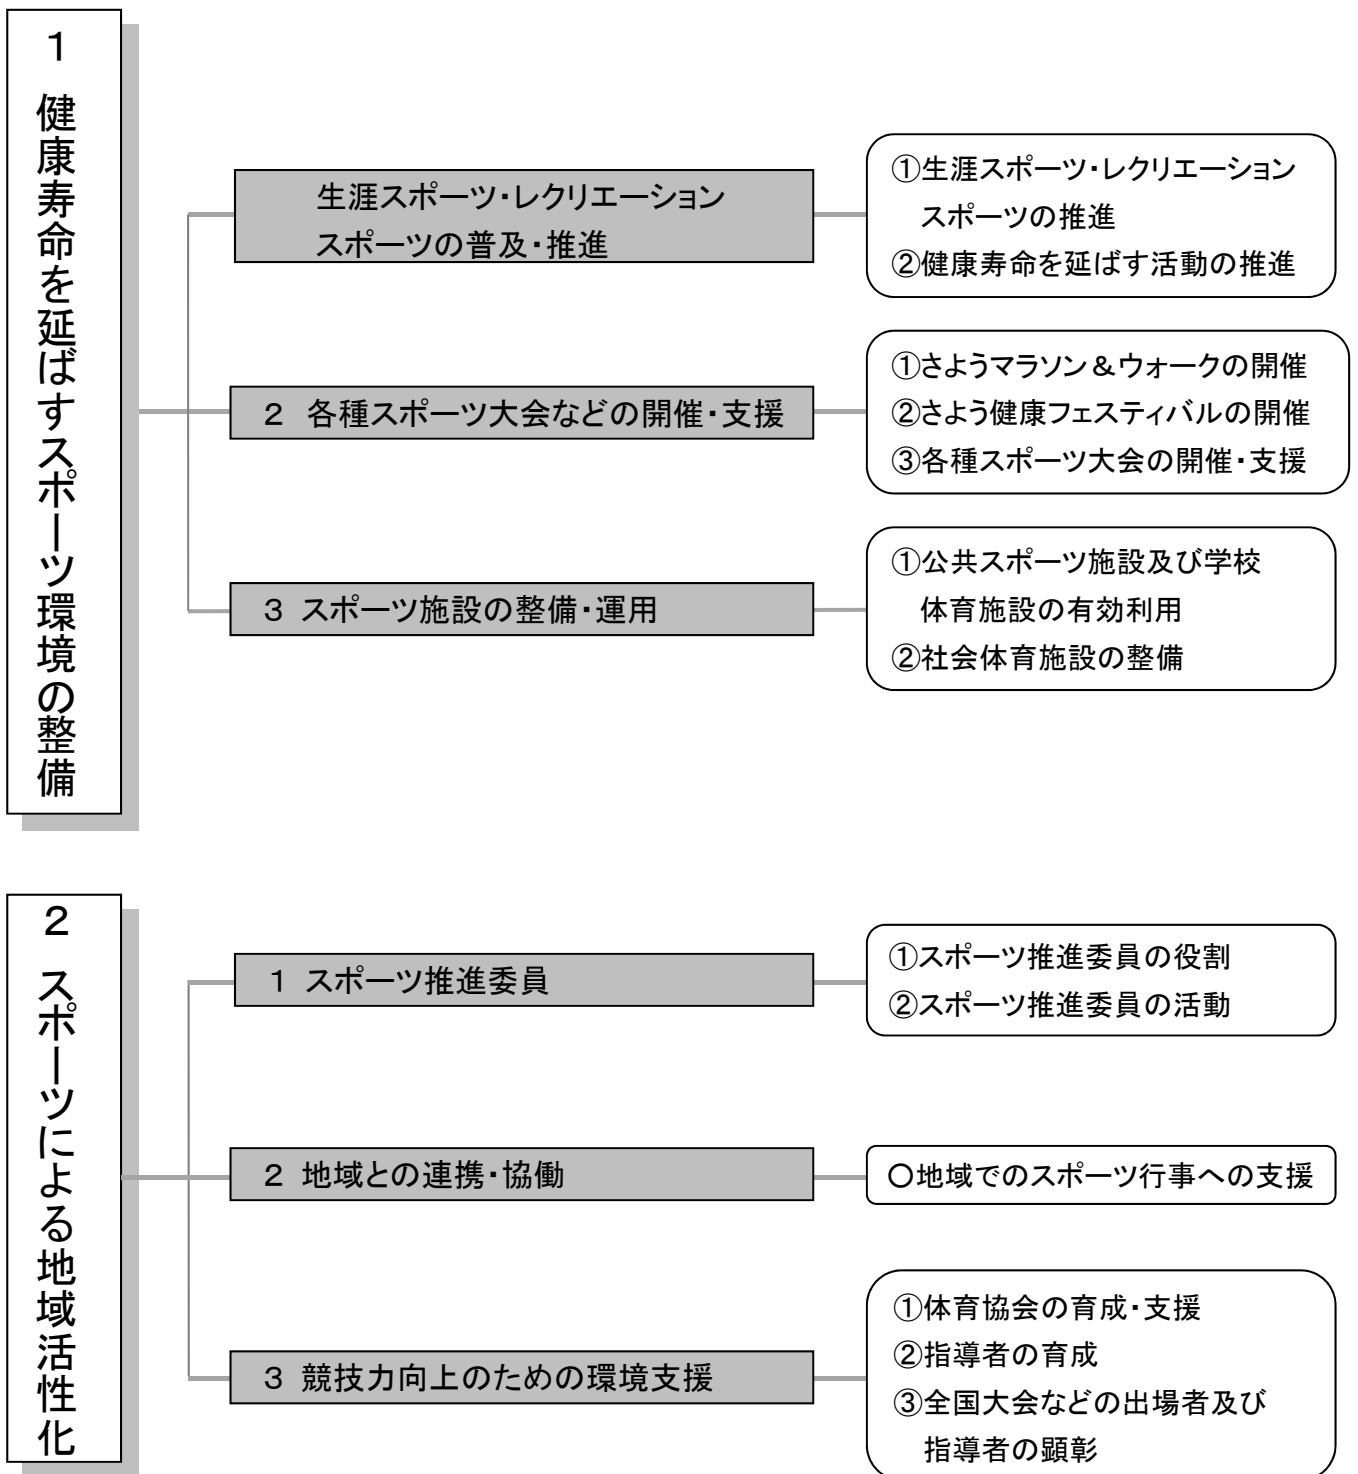 1 健康寿命を延ばすスポーツ環境の整備
生涯スポーツ・レクリエーション
スポーツの普及・推進
①生涯スポーツ・レクリエーション
スポーツの推進
②健康寿命を延ばす活動の推進
2 各種スポーツ大会などの開催・支援
①さようマラソン＆ウォークの開催
②さよう健康フェスティバルの開催
③各種スポーツ大会の開催・支援
3 スポーツ施設の整備・運用
①公共スポーツ施設及び学校
体育施設の有効利用
②社会体育施設の整備
2 スポーツによる地域活性化
1 スポーツ推進委員
①スポーツ推進委員の役割
②スポーツ推進委員の活動
2 地域との連携・協働
〇地域でのスポーツ行事への支援
3 競技力向上のための環境支援
①体育協会の育成・支援
②指導者の育成
③全国大会などの出場者及び
指導者の顕彰